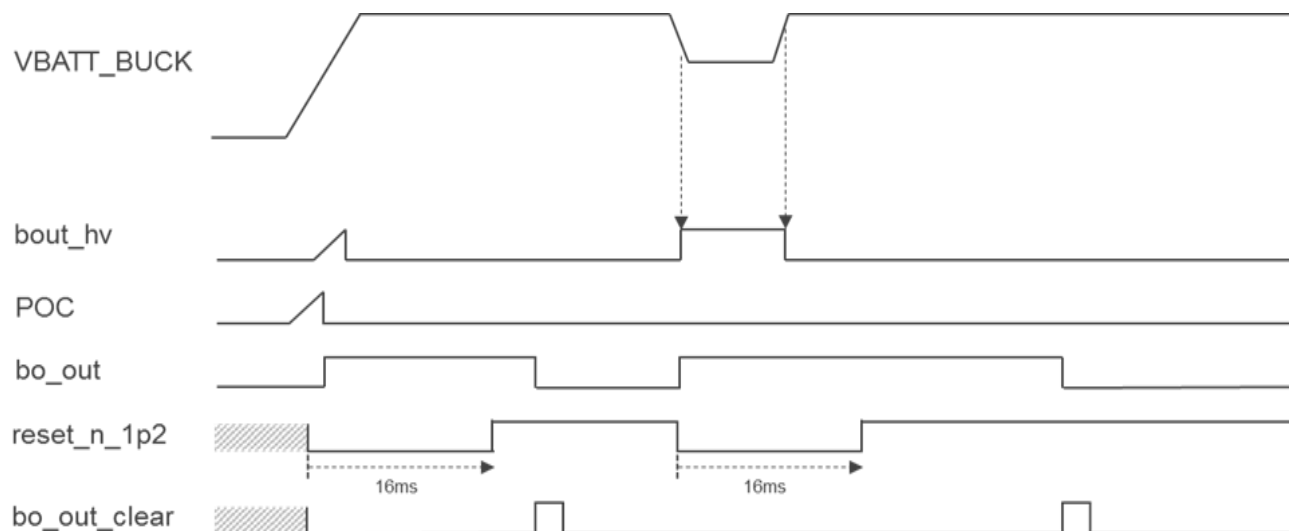 VBATT_BUCK
bout_hv
POC
bo_out
reset_n_1p2
16ms
16ms
bo_out_clear